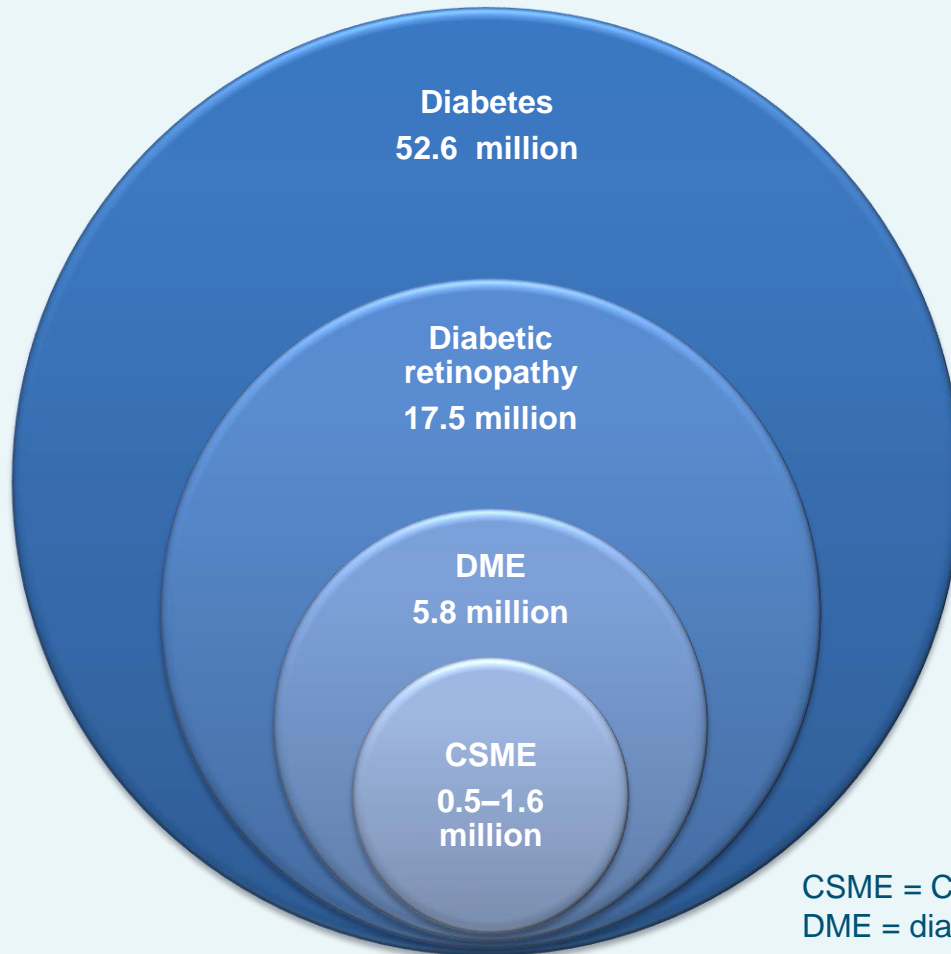 Diabetes
52.6 million
Diabetic
retinopathy
17.5 million
DME
5.8 million
CSME
0.5–1.6
million
CSME = C
DME = dia